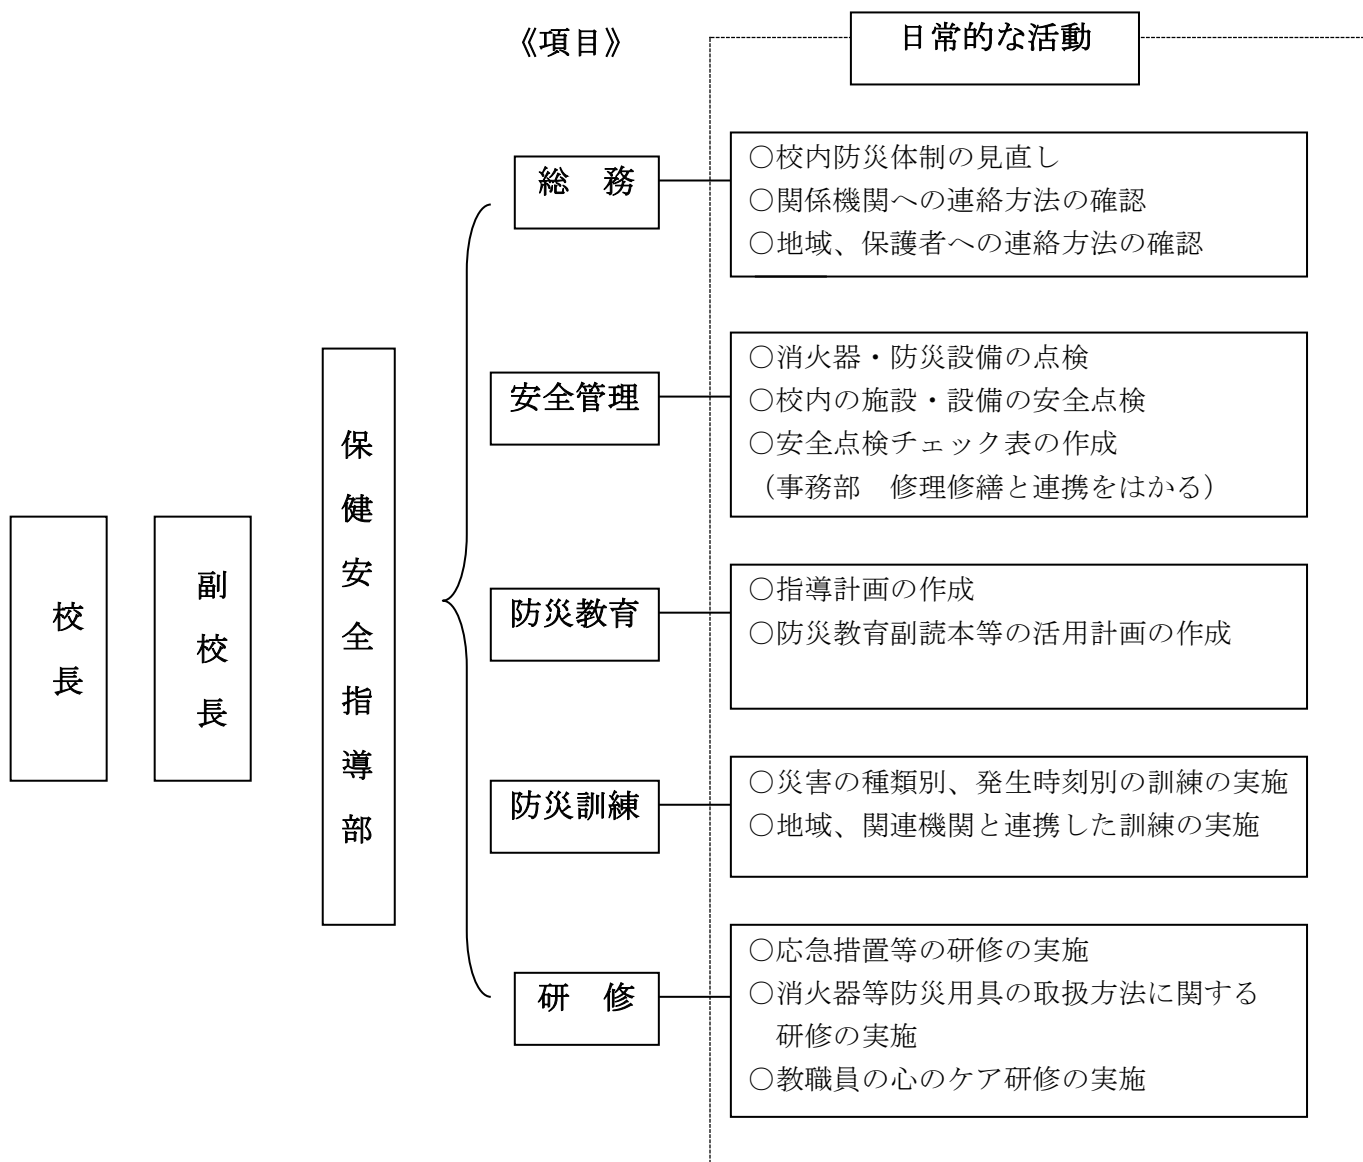 《項目》
日常的な活動
校長
副校長
保健安全指導部
総　務
○校内防災体制の見直し
○関係機関への連絡方法の確認
○地域、保護者への連絡方法の確認
安全管理
○消火器・防災設備の点検
○校内の施設・設備の安全点検
○安全点検チェック表の作成
（事務部　修理修繕と連携をはかる）
防災教育
○指導計画の作成
○防災教育副読本等の活用計画の作成
防災訓練
○災害の種類別、発生時刻別の訓練の実施
○地域、関連機関と連携した訓練の実施
研　修
○応急措置等の研修の実施
○消火器等防災用具の取扱方法に関する
研修の実施
○教職員の心のケア研修の実施